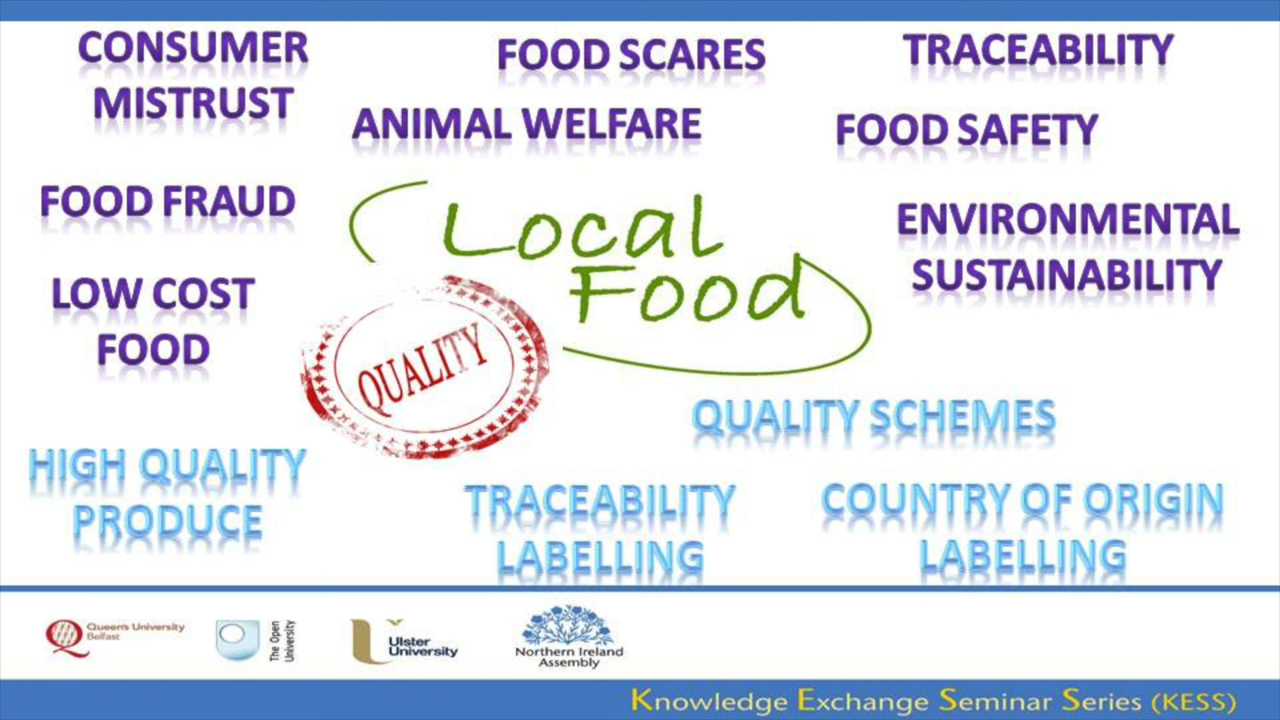 CONSUMER
MISTRUST
FOOD SCARES
TRACEABILITY
ANIMAL WELFARE
FOOD SAFETY
FOOD FRAUD
Local
Food
ENVIRONMENTAL
SUSTAINABILITY
LOW COST
FOOD
QUALITY
QUALITY SCHEMES
HIGH QUALITY
PRODUCE
TRACEABILITY
LABELLING
COUNTRY OF ORIGIN
LABELLING
Queen's University
Belfast
The Open
University
Ulster
University
Northern Ireland
Assembly
Knowledge Exchange Seminar Series (KESS)